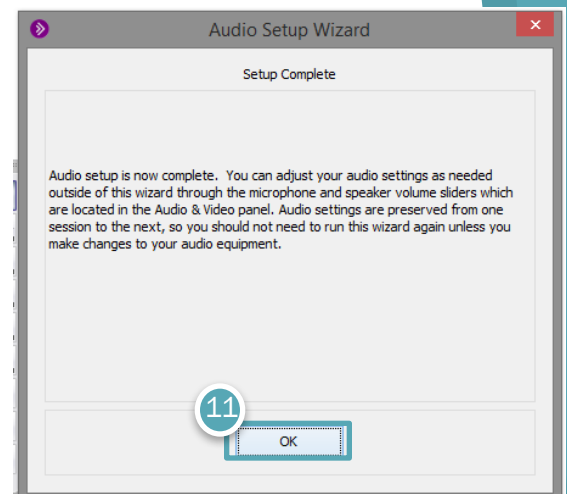 Audio Setup Wizard
Setup Complete
Audio setup is now complete.  You can adjust your audio settings as needed
outside of this wizard through the microphone and speaker volume sliders which
are located in the Audio & Video panel. Audio settings are preserved from one
session to the next, so you should not need to run this wizard again unless you
make changes to your audio equipment.
11
OK